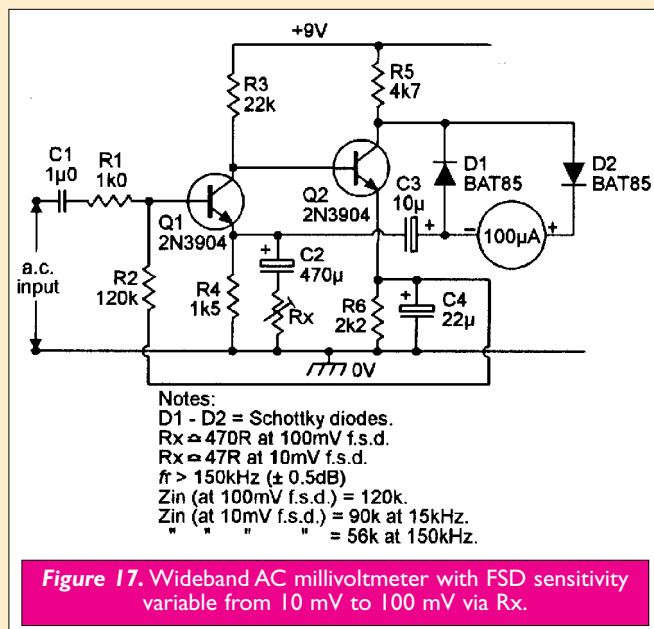 +9V
R3
22k
R5
4k7
C1
1µ0
R1
1k0
D1
BAT85
D2
BAT85
Q2
2N3904
C3
10µ
Q1
2N3904
+
−
100µA
+
a.c.
input
R2
120k
+
C2
470µ
R4
1k5
Rx
R6
2k2
+
C4
22µ
0V
Notes:
D1 - D2 = Schottky diodes.
Rx ≏ 470R at 100mV f.s.d.
Rx ≏ 47R at 10mV f.s.d.
fr > 150kHz (± 0.5dB)
Zin (at 100mV f.s.d.) = 120k.
Zin (at 10mV f.s.d.) = 90k at 15kHz.
" " " " = 56k at 150kHz.
Figure 17. Wideband AC millivoltmeter with FSD sensitivity
variable from 10 mV to 100 mV via Rx.